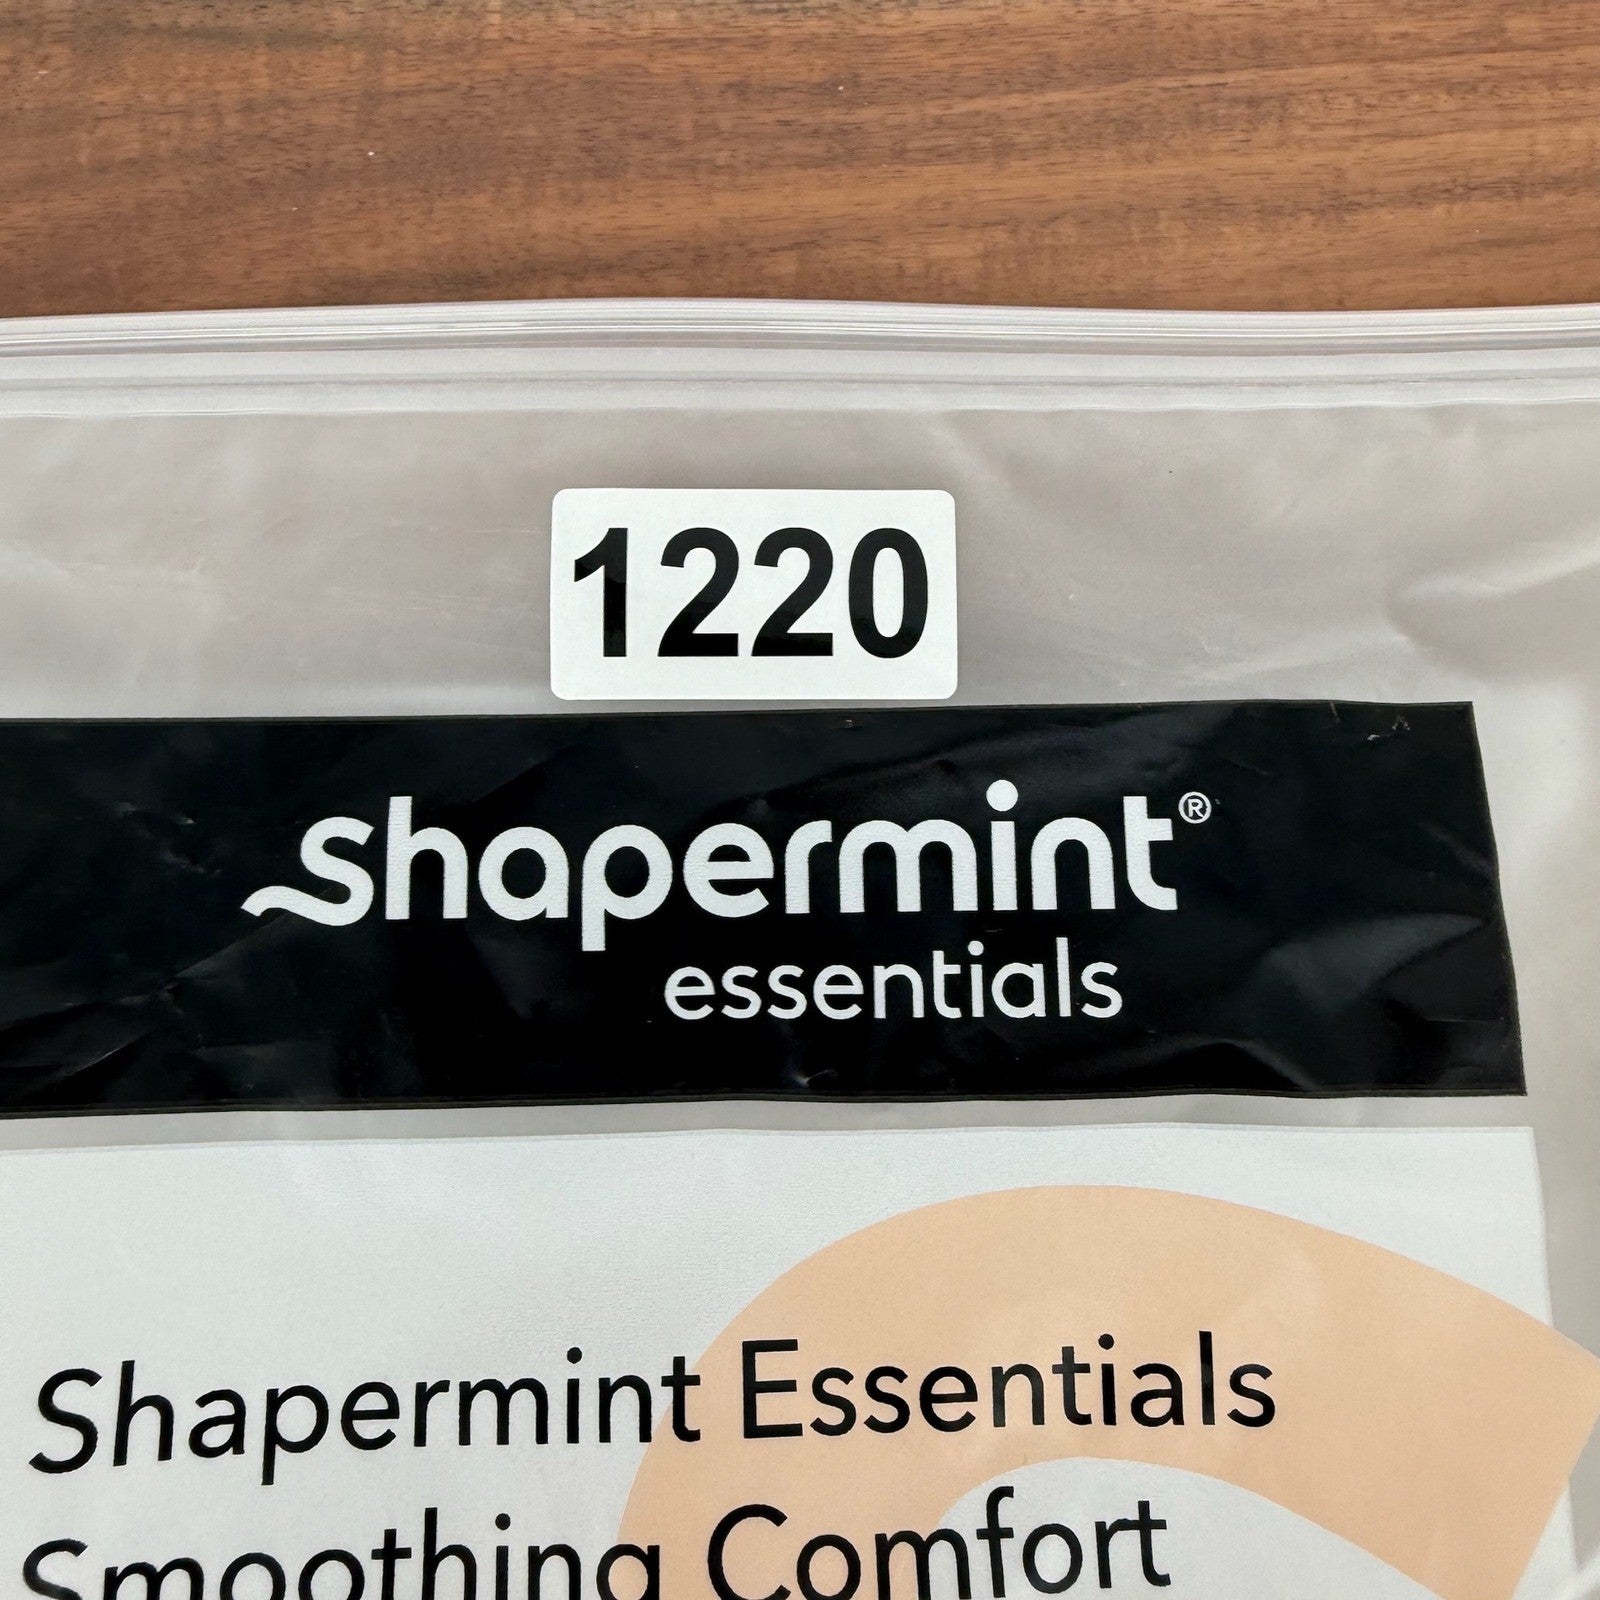 1220
shapermint®
essentials
Shapermint Essentials
Smoothing Comfort